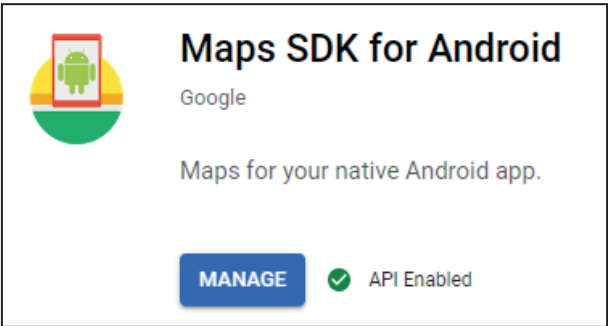 Maps SDK for Android
Google
Maps for your native Android app.
MANAGE API Enabled